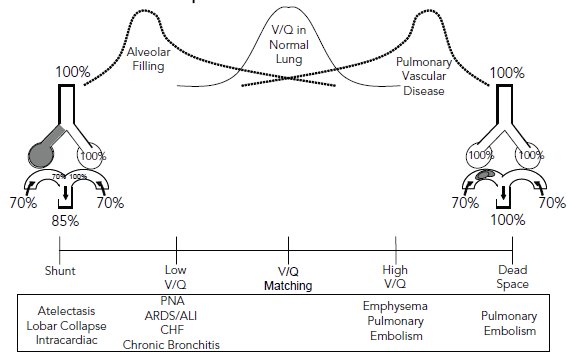 V/Q in
Normal
Lung
Alveolar
Filling
Pulmonary
Vascular
Disease
100%
100%
100%
100%
100%
70%
100%
70%
70%
85%
70%
70%
100%
Shunt
Low
V/Q
V/Q
Matching
High
V/Q
Dead
Space
Atelectasis
Lobar Collapse
Intracardiac
PNA
ARDS/ALI
CHF
Chronic Bronchitis
Emphysema
Pulmonary
Embolism
Pulmonary
Embolism